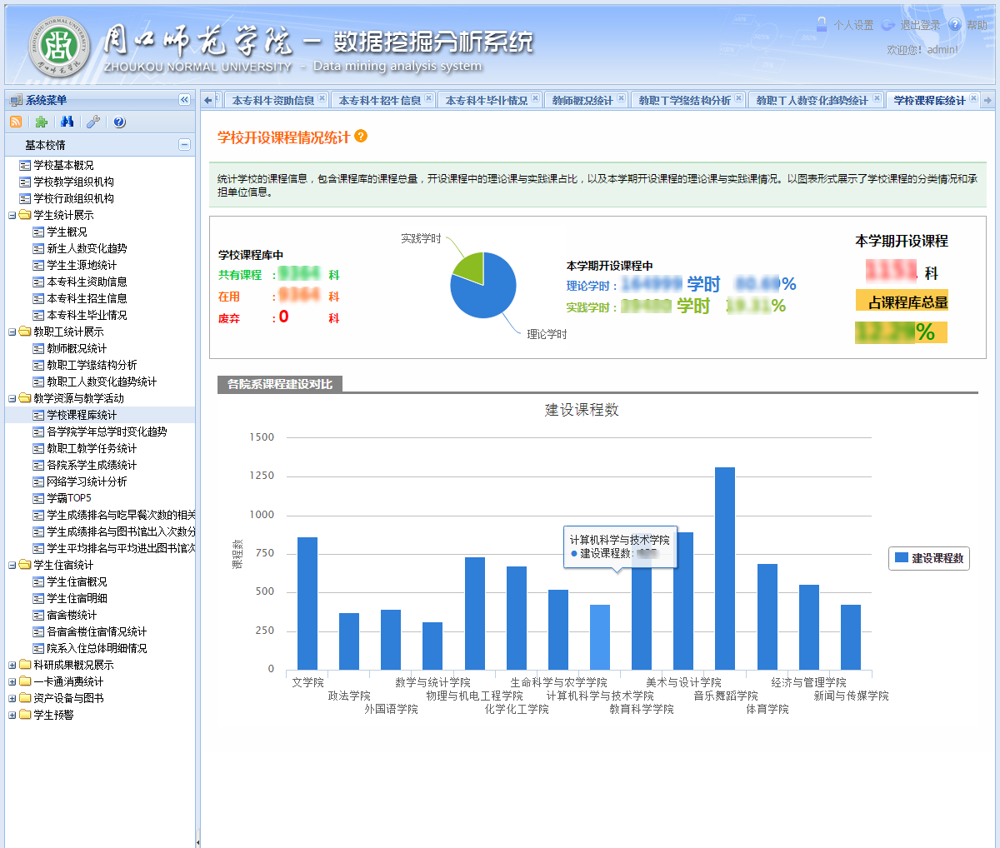 周口师范学院 – 数据挖掘分析系统
ZHOUKOU NORMAL UNIVERSITY - Data mining analysis system
个人设置 退出登录 帮助
欢迎您！admin!
系统菜单
基本校情
学校基本概况
学校教学组织机构
学校行政组织机构
学生统计展示
学生概况
新生人数变化趋势
学生生源地统计
本专科生资助信息
本专科生招生信息
本专科生毕业情况
教职工统计展示
教师概况统计
教职工学缘结构分析
教职工人数变化趋势统计
教学资源与教学活动
学校课程库统计
各学院学年总学时变化趋势
教职工教学任务统计
各院系学生成绩统计
网络学习统计分析
学霸TOP5
学生成绩排名与吃早餐次数的相关
学生成绩排名与图书馆出入次数分
学生平均排名与平均进出图书馆次
学生住宿统计
学生住宿概况
学生住宿明细
宿舍楼统计
各宿舍楼住宿情况统计
院系入住总体明细情况
科研成果概况展示
一卡通消费统计
资产设备与图书
学生预警
本专科生资助信息 本专科生招生信息 本专科生毕业情况 教师概况统计 教职工学缘结构分析 教职工人数变化趋势统计 学校课程库统计
学校开设课程情况统计
统计学校的课程信息，包含课程库的课程总量，开设课程中的理论课与实践课占比，以及本学期开设课程的理论课与实践课情况。以图表形式展示了学校课程的分类情况和承
担单位信息。
学校课程库中
共有课程 : 9364 科
在用 : 9364 科
废弃 : 0 科
实践学时
理论学时
本学期开设课程中
理论学时 : 学时 80.69%
实践学时 : 学时 19.31%
本学期开设课程
1151 科
占课程库总量
12.29%
各院系课程建设对比
建设课程数
课程数
1500
1250
1000
750
500
250
0
计算机科学与技术学院
建设课程数:
建设课程数
文学院 数学与统计学院 生命科学与农学学院 美术与设计学院 经济与管理学院
政法学院 物理与机电工程学院 计算机科学与技术学院 音乐舞蹈学院 新闻与传媒学院
外国语学院 化学化工学院 教育科学学院 体育学院